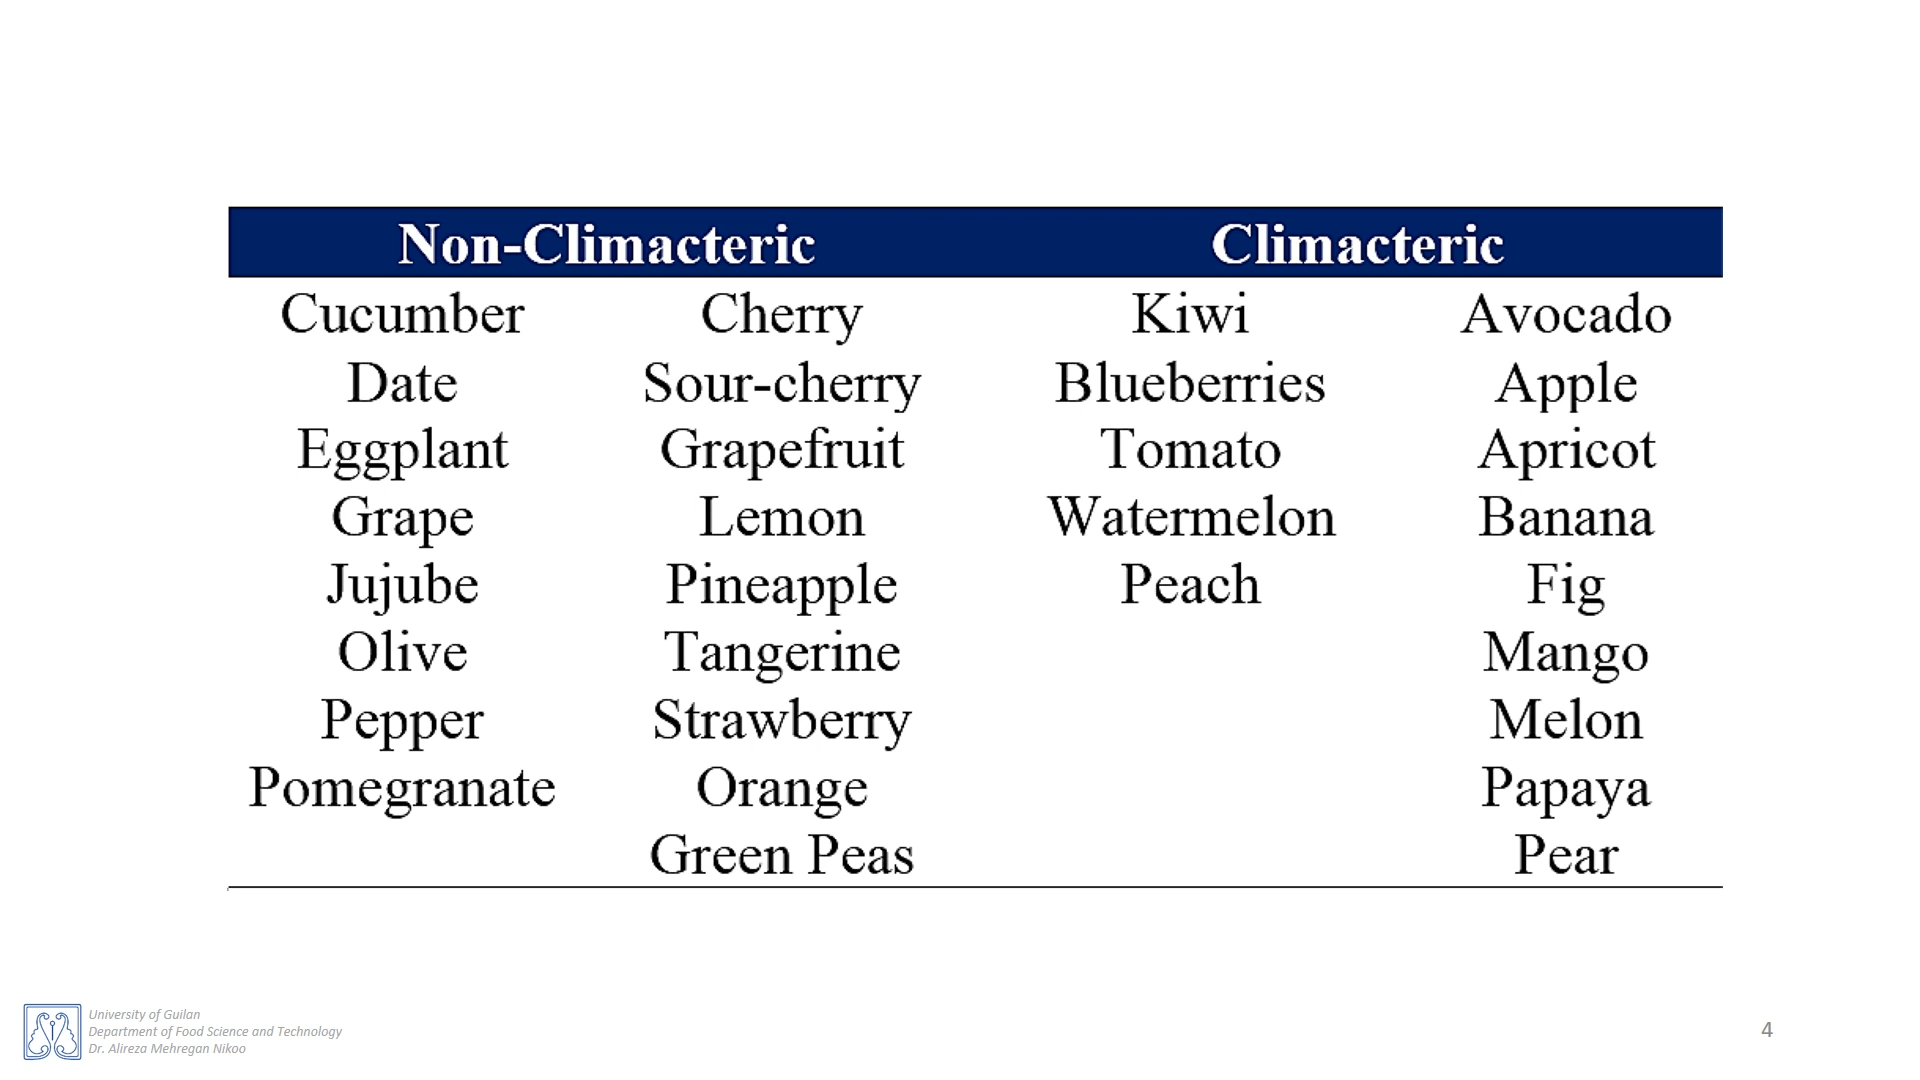 Non-Climacteric Climacteric
Cucumber Cherry Kiwi Avocado
Date Sour-cherry Blueberries Apple
Eggplant Grapefruit Tomato Apricot
Grape Lemon Watermelon Banana
Jujube Pineapple Peach Fig
Olive Tangerine Mango
Pepper Strawberry Melon
Pomegranate Orange Papaya
Green Peas Pear
University of Guilan
Department of Food Science and Technology
Dr. Alireza Mehregan Nikoo
4